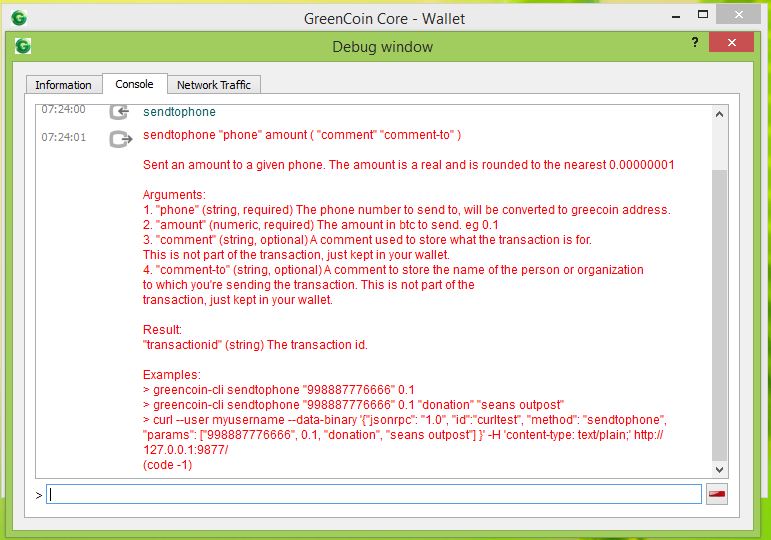 GreenCoin Core - Wallet
Debug window
?
Information
Console
Network Traffic
07:24:00
sendtophone
07:24:01
sendtophone "phone" amount ( "comment" "comment-to" )
Sent an amount to a given phone. The amount is a real and is rounded to the nearest 0.00000001
Arguments:
1. "phone" (string, required) The phone number to send to, will be converted to greecoin address.
2. "amount" (numeric, required) The amount in btc to send. eg 0.1
3. "comment" (string, optional) A comment used to store what the transaction is for.
This is not part of the transaction, just kept in your wallet.
4. "comment-to" (string, optional) A comment to store the name of the person or organization
to which you're sending the transaction. This is not part of the
transaction, just kept in your wallet.
Result:
"transactionid" (string) The transaction id.
Examples:
> greencoin-cli sendtophone "998887776666" 0.1
> greencoin-cli sendtophone "998887776666" 0.1 "donation" "seans outpost"
> curl --user myusername --data-binary '{"jsonrpc": "1.0", "id":"curltest", "method": "sendtophone",
"params": ["998887776666", 0.1, "donation", "seans outpost"] }' -H 'content-type: text/plain;' http://
127.0.0.1:9877/
(code -1)
>